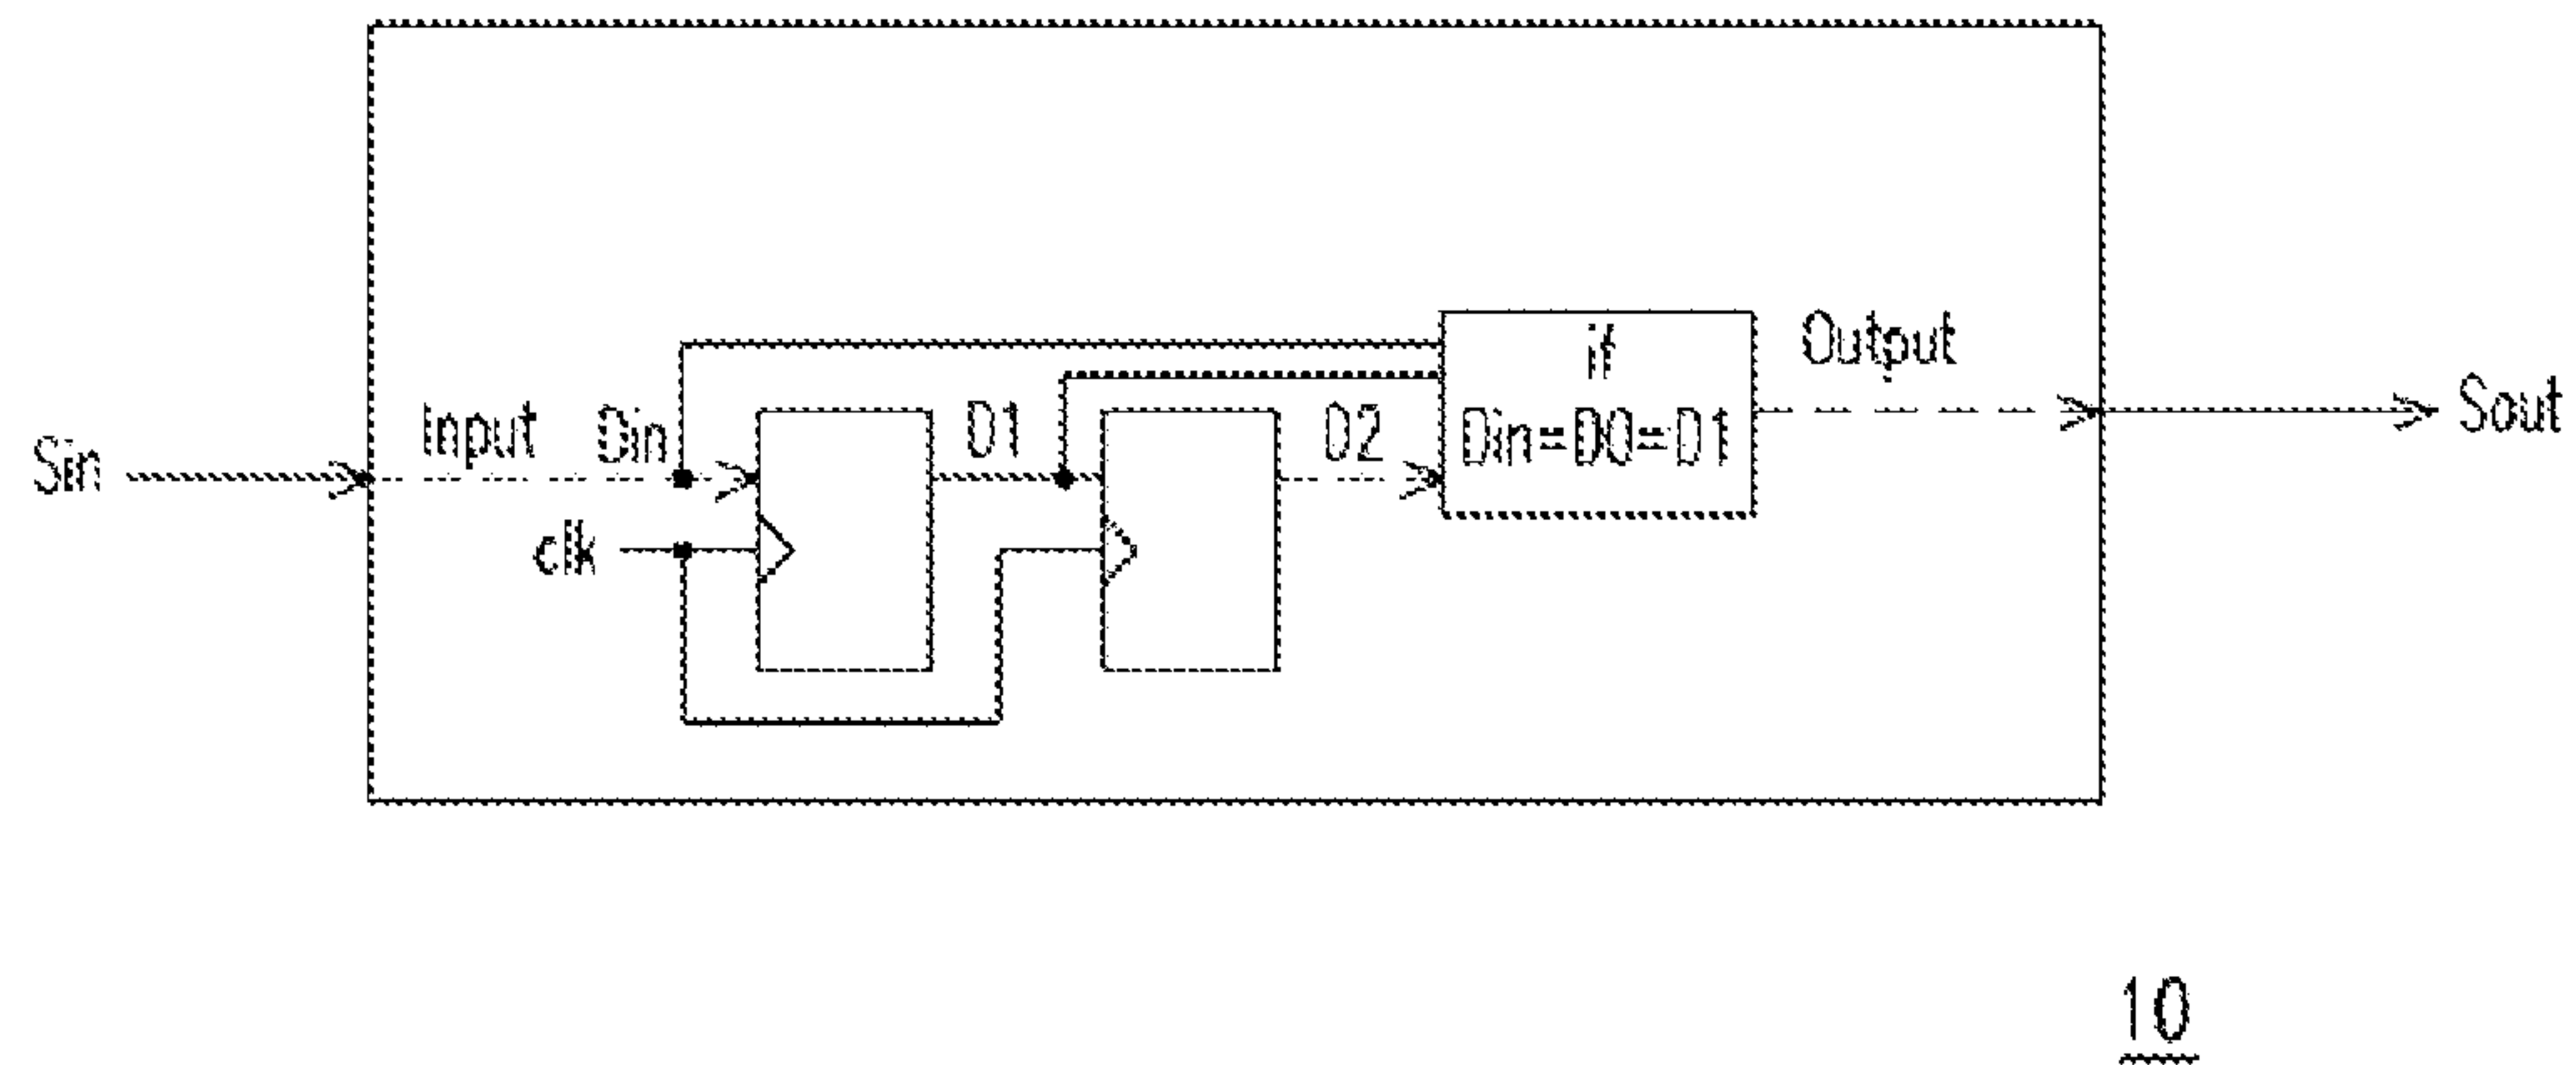 Sin
Input
Din
clk
D1
D2
if
Din=D0=D1
Output
Sout
10